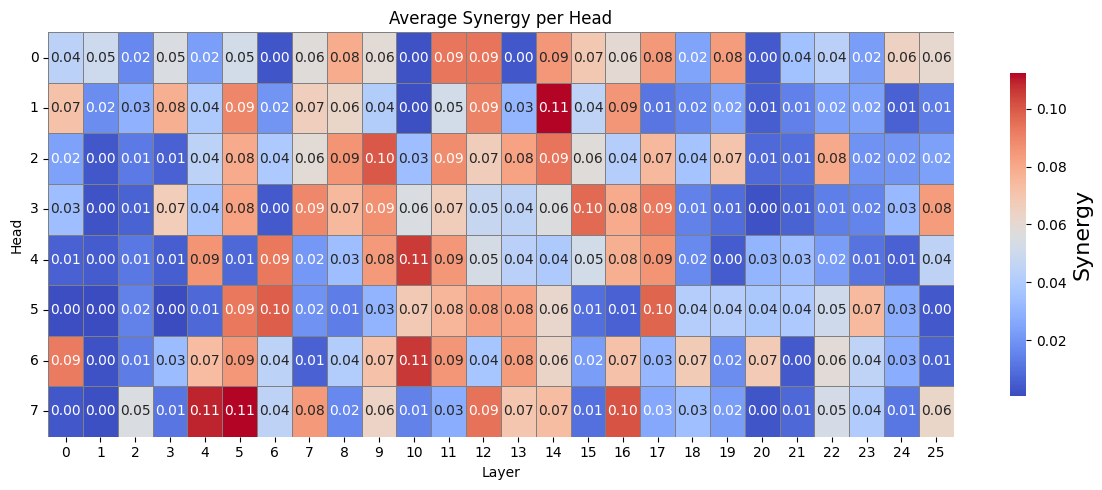 Average Synergy per Head
0 0.04 0.05 0.02 0.05 0.02 0.05 0.00 0.06 0.08 0.06 0.00 0.09 0.09 0.00 0.09 0.07 0.06 0.08 0.02 0.08 0.00 0.04 0.04 0.02 0.06 0.06
1 0.07 0.02 0.03 0.08 0.04 0.09 0.02 0.07 0.06 0.04 0.00 0.05 0.09 0.03 0.11 0.04 0.09 0.01 0.02 0.02 0.01 0.01 0.02 0.02 0.01 0.01
2 0.02 0.00 0.01 0.01 0.04 0.08 0.04 0.06 0.09 0.10 0.03 0.09 0.07 0.08 0.09 0.06 0.04 0.07 0.04 0.07 0.01 0.01 0.08 0.02 0.02 0.02
3 0.03 0.00 0.01 0.07 0.04 0.08 0.00 0.09 0.07 0.09 0.06 0.07 0.05 0.04 0.06 0.10 0.08 0.09 0.01 0.01 0.00 0.01 0.01 0.02 0.03 0.08
4 0.01 0.01 0.01 0.01 0.09 0.01 0.09 0.02 0.03 0.08 0.11 0.09 0.05 0.04 0.04 0.05 0.08 0.09 0.02 0.00 0.03 0.03 0.02 0.01 0.01 0.04
5 0.00 0.00 0.02 0.00 0.01 0.09 0.10 0.02 0.01 0.03 0.07 0.08 0.08 0.08 0.06 0.01 0.01 0.10 0.04 0.04 0.04 0.04 0.05 0.07 0.03 0.00
6 0.09 0.00 0.01 0.03 0.07 0.09 0.04 0.01 0.04 0.07 0.11 0.09 0.04 0.08 0.06 0.02 0.07 0.03 0.07 0.02 0.07 0.00 0.06 0.04 0.03 0.01
7 0.00 0.00 0.05 0.01 0.11 0.11 0.04 0.08 0.02 0.06 0.01 0.03 0.09 0.07 0.07 0.01 0.10 0.03 0.03 0.02 0.00 0.01 0.05 0.04 0.01 0.06
0 1 2 3 4 5 6 7 8 9 10 11 12 13 14 15 16 17 18 19 20 21 22 23 24 25
Layer
Head
0.10
0.08
0.06
0.04
0.02
Synergy